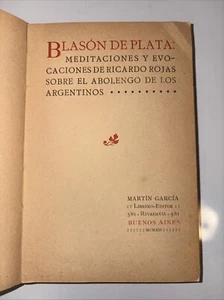 BLASÓN DE PLATA:
MEDITACIONES Y EVO-
CACIONES DE RICARDO ROJAS
SOBRE EL ABOLENGO DE LOS
ARGENTINOS
MARTÍN GARCÍA
LIBRERO-EDITOR
581 - RIVADAVIA - 581
BUENOS AIRES